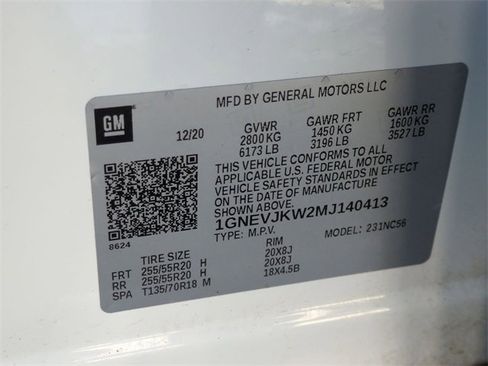 MFD BY GENERAL MOTORS LLC
GM
12/20 GVWR GAWR FRT GAWR RR
2800 KG 1450 KG 1600 KG
6173 LB 3196 LB 3527 LB
THIS VEHICLE CONFORMS TO ALL
APPLICABLE U.S. FEDERAL MOTOR
VEHICLE SAFETY STANDARDS IN EFFECT
ON THE DATE OF MANUFACTURE
SHOWN ABOVE.
1GNEVJKW2MJ140413
TYPE: M.P.V. MODEL: 231NC56
8624
TIRE SIZE RIM
FRT 255/55R20 H 20X8J
RR 255/55R20 H 20X8J
SPA T135/70R18 M 18X4.5B